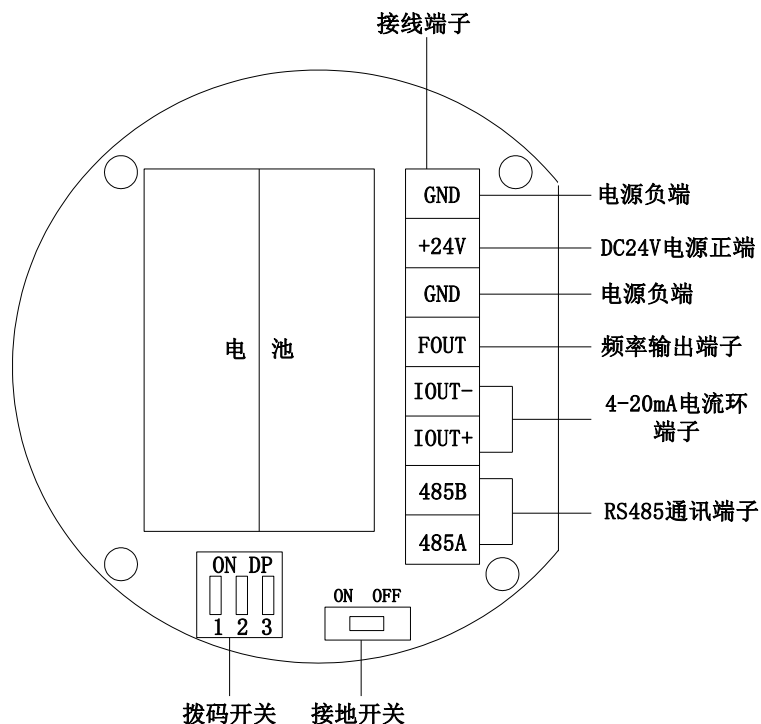 接线端子
GND
电源负端
+24V
DC24V电源正端
GND
电源负端
电 池
FOUT
频率输出端子
IOUT-
IOUT+
4-20mA电流环
端子
485B
485A
RS485通讯端子
ON DP
1 2 3
ON OFF
拨码开关
接地开关